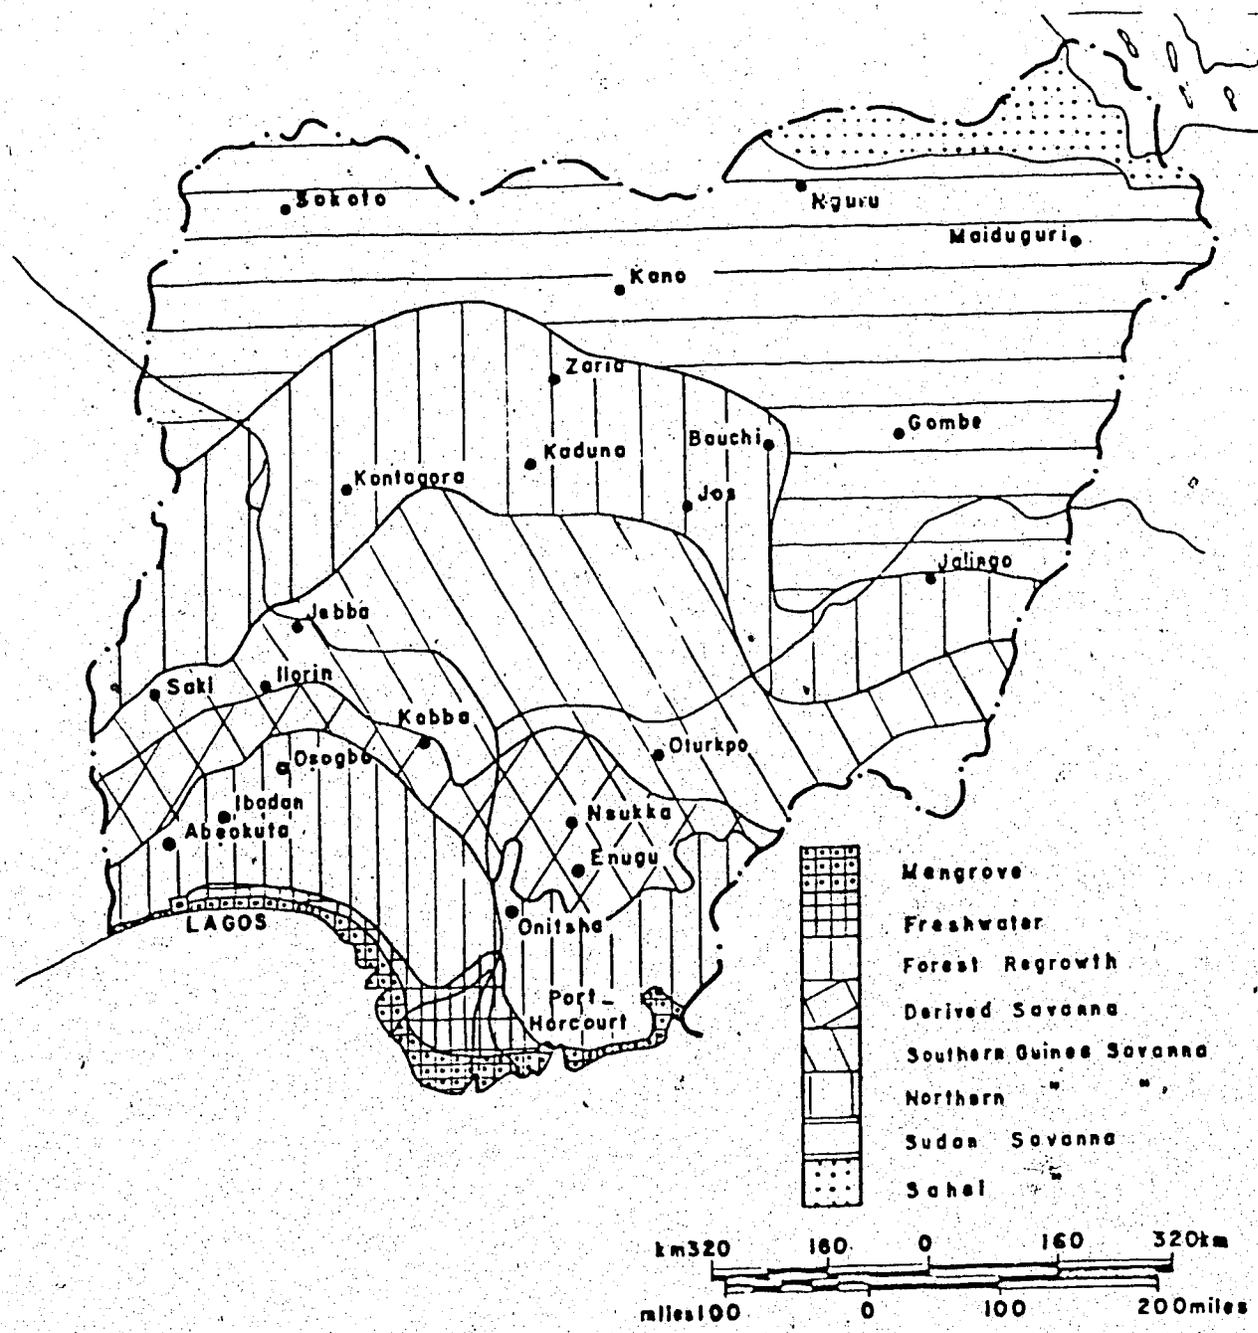 Sokoto
Nguru
Maiduguri
Kano
Zaria
Gombe
Bauchi
Kaduna
Kontagora
Jos
Jalingo
Jebba
Saki
Ilorin
Kabba
Oturkpo
Osogbo
Ibadan
Abeokuta
Nsukka
Enugu
LAGOS
Onitsha
Port-
Harcourt
Mangrove
Freshwater
Forest Regrowth
Derived Savanna
Southern Guinea Savanna
Northern " "
Sudan Savanna
Sahel "
km320 160 0 160 320km
miles100 0 100 200miles